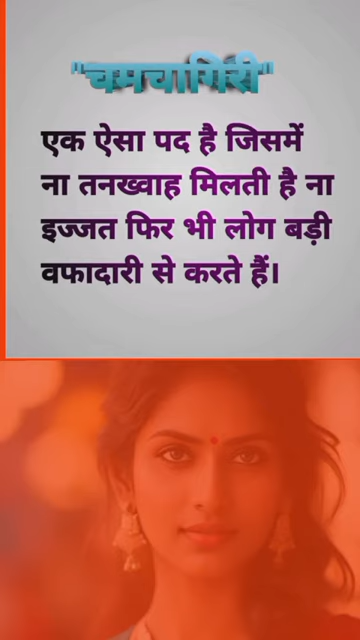 "चमचागिरी"
एक ऐसा पद है जिसमें
ना तनख्वाह मिलती है ना
इज्जत फिर भी लोग बड़ी
वफादारी से करते हैं।